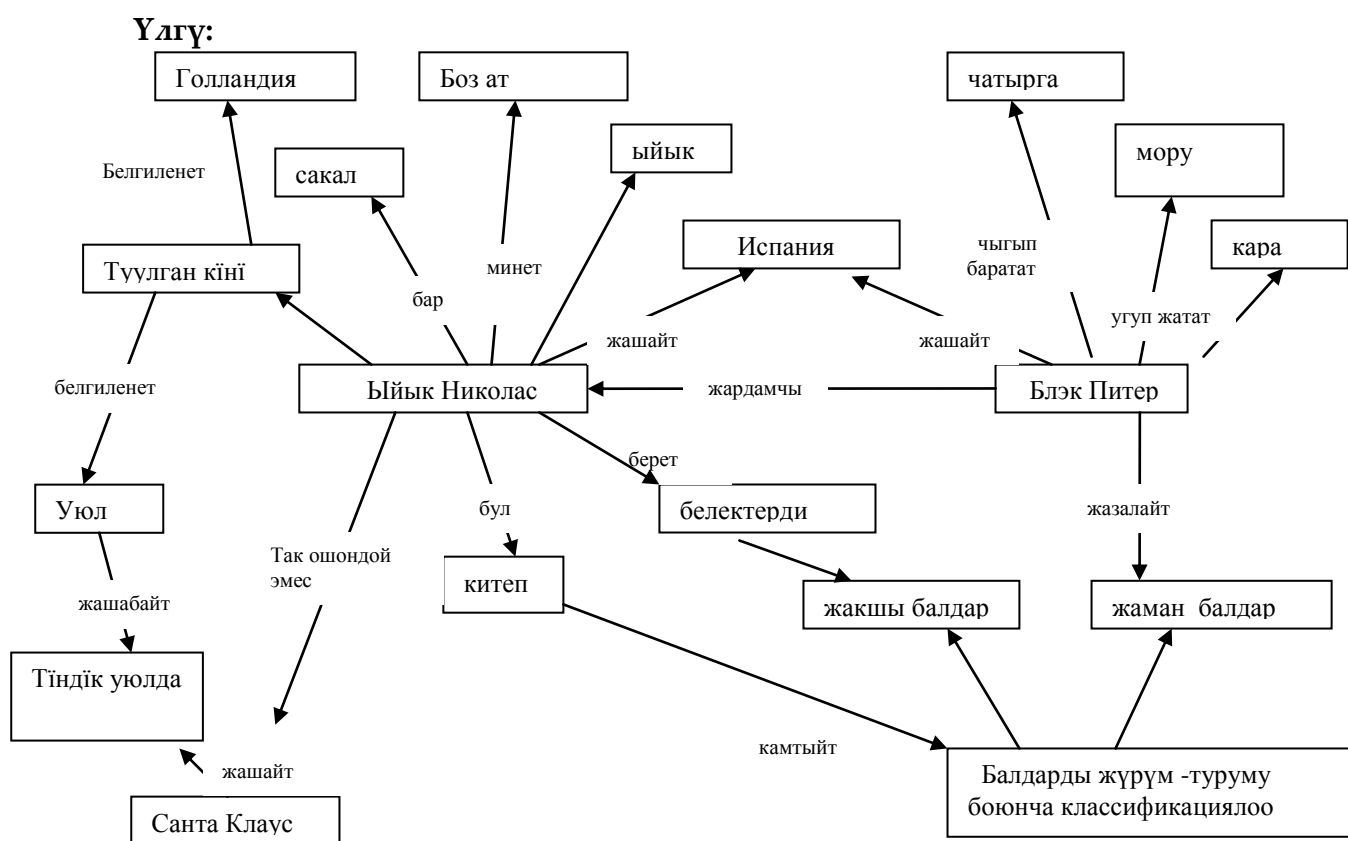 Үлгү:
Голландия
Боз ат
чатырга
ыйык
мору
Белгиленет
сакал
Испания
чыгып
баратат
кара
Туулган кїнї
минет
бар
угуп жатат
жашайт
жашайт
белгиленет
Ыйык Николас
жардамчы
Блэк Питер
берет
Уюл
бул
белектерди
жазалайт
Так ошондой
эмес
китеп
жашабайт
жакшы балдар
жаман балдар
Тїндїк уюлда
камтыйт
жашайт
Балдарды жүрүм -туруму
боюнча классификациялоо
Санта Клаус